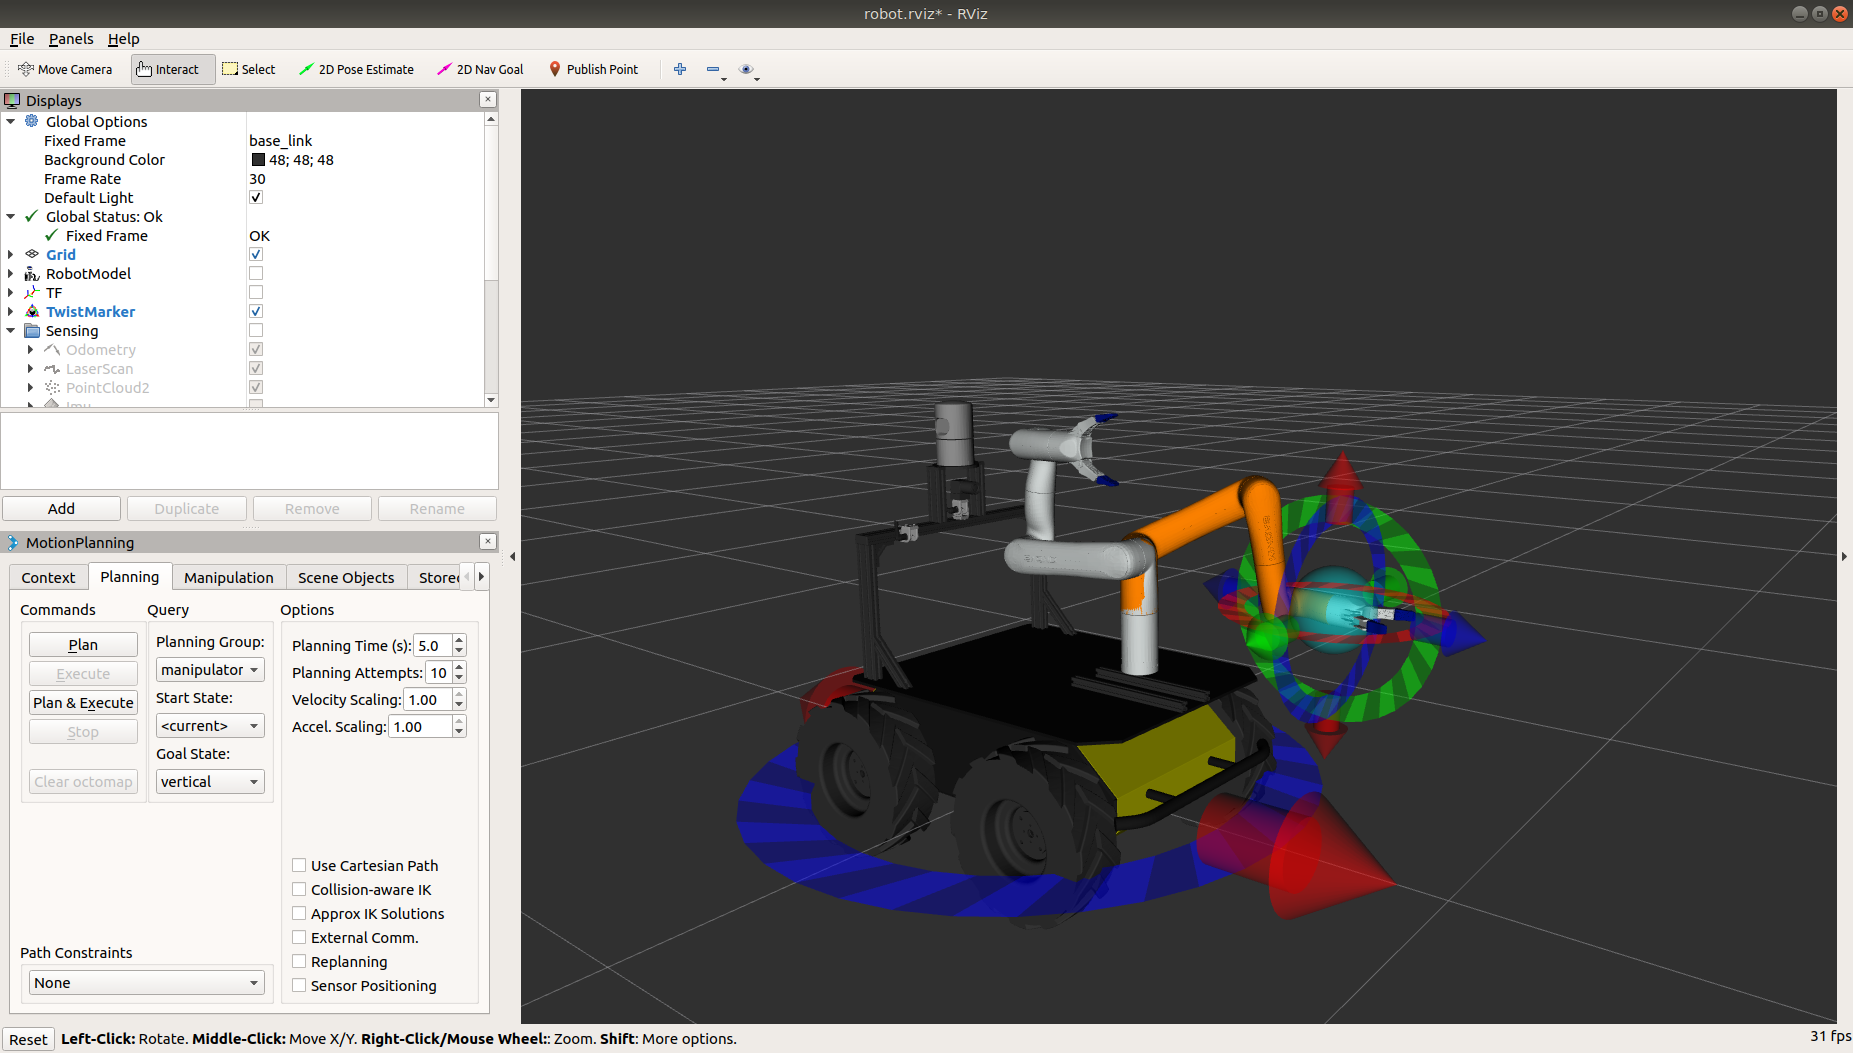 robot.rviz* - RViz
File Panels Help
Move Camera Interact Select 2D Pose Estimate 2D Nav Goal Publish Point
Displays
Global Options
Fixed Frame base_link
Background Color 48; 48; 48
Frame Rate 30
Default Light
Global Status: Ok
Fixed Frame OK
Grid
RobotModel
TF
TwistMarker
Sensing
Odometry
LaserScan
PointCloud2
Imu
Add Duplicate Remove Rename
MotionPlanning
Context Planning Manipulation Scene Objects Store
Commands Query Options
Plan
Execute
Plan & Execute
Stop
Clear octomap
Planning Group:
manipulator
Start State:
<current>
Goal State:
vertical
Planning Time (s): 5.0
Planning Attempts: 10
Velocity Scaling: 1.00
Accel. Scaling: 1.00
Use Cartesian Path
Collision-aware IK
Approx IK Solutions
External Comm.
Replanning
Sensor Positioning
Path Constraints
None
Reset Left-Click: Rotate. Middle-Click: Move X/Y. Right-Click/Mouse Wheel:: Zoom. Shift: More options. 31 fps